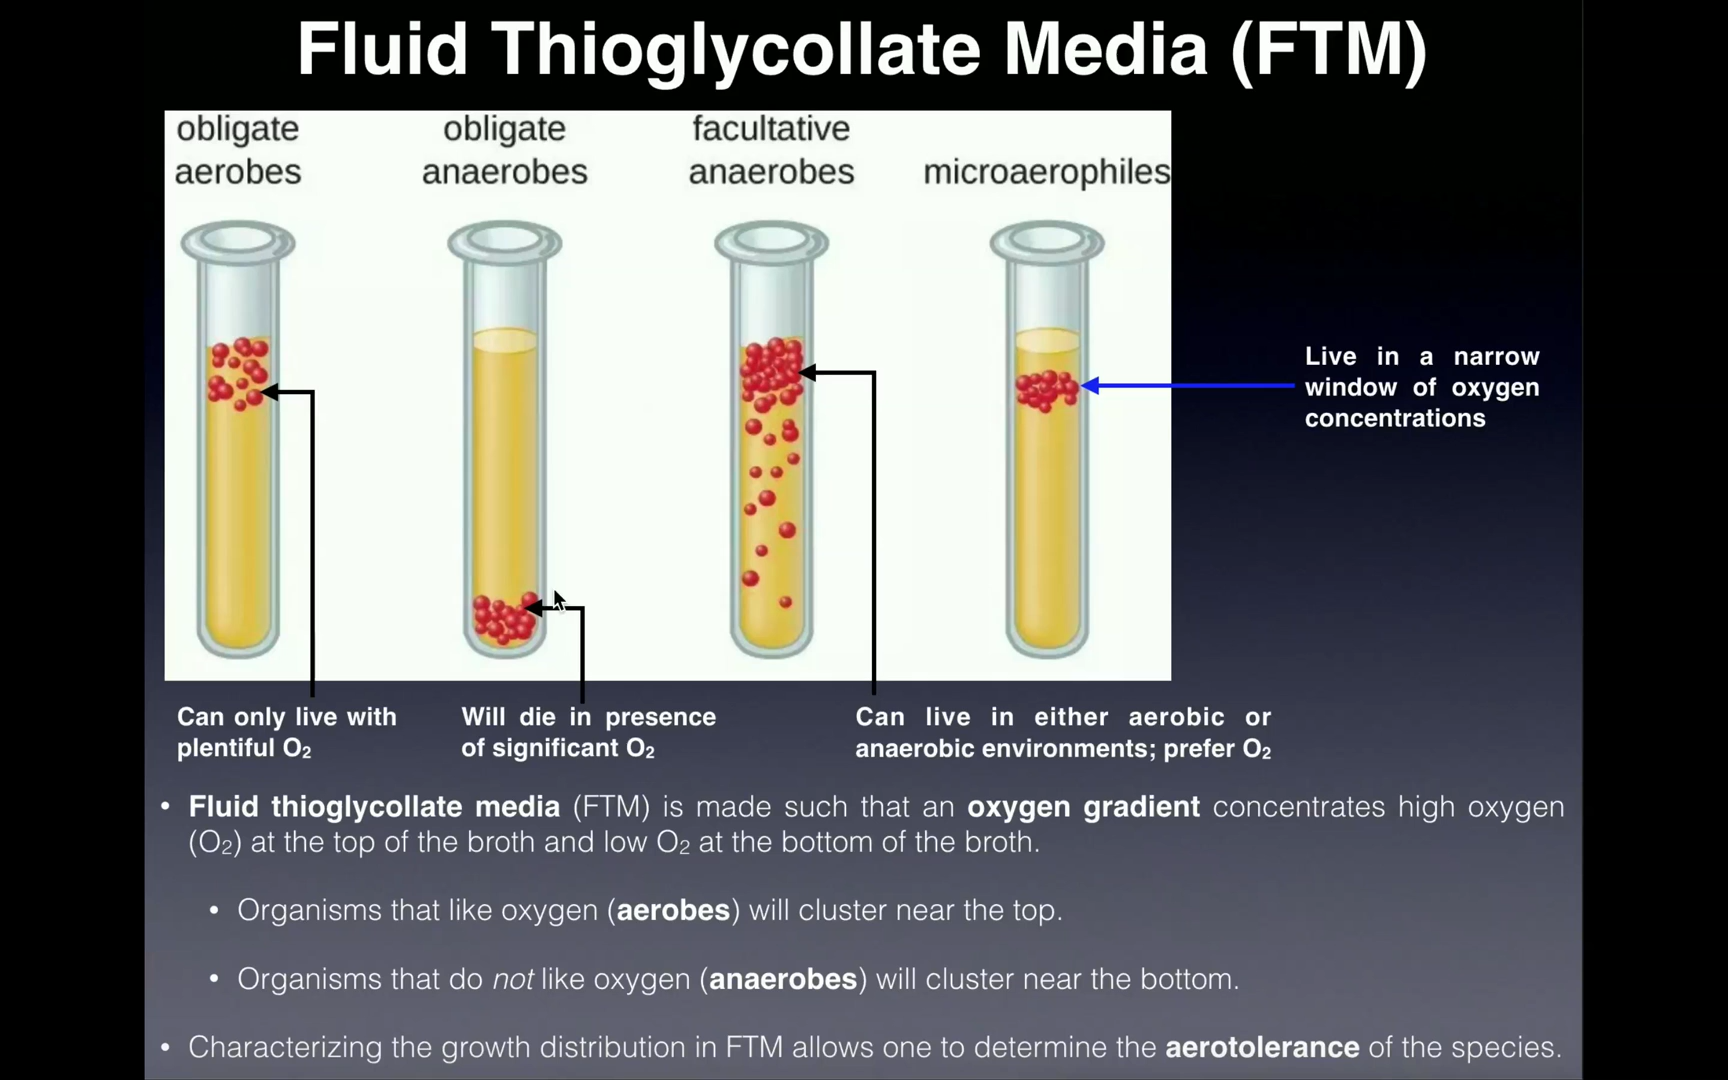 Fluid Thioglycollate Media (FTM)
obligate
aerobes
obligate
anaerobes
facultative
anaerobes
microaerophiles
Live in a narrow
window of oxygen
concentrations
Can only live with
plentiful O₂
Will die in presence
of significant O₂
Can live in either aerobic or
anaerobic environments; prefer O₂
• Fluid thioglycollate media (FTM) is made such that an oxygen gradient concentrates high oxygen
(O₂) at the top of the broth and low O₂ at the bottom of the broth.
• Organisms that like oxygen (aerobes) will cluster near the top.
• Organisms that do not like oxygen (anaerobes) will cluster near the bottom.
• Characterizing the growth distribution in FTM allows one to determine the aerotolerance of the species.